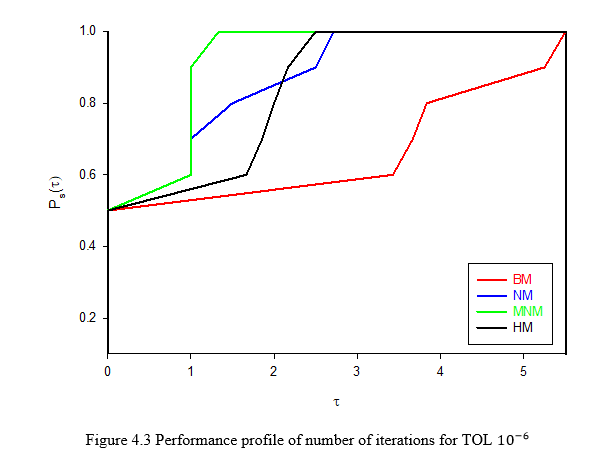 1.0
0.8
0.6
0.4
0.2
Ps(τ)
0 1 2 3 4 5
τ
BM
NM
MNM
HM
Figure 4.3 Performance profile of number of iterations for TOL 10⁻⁶